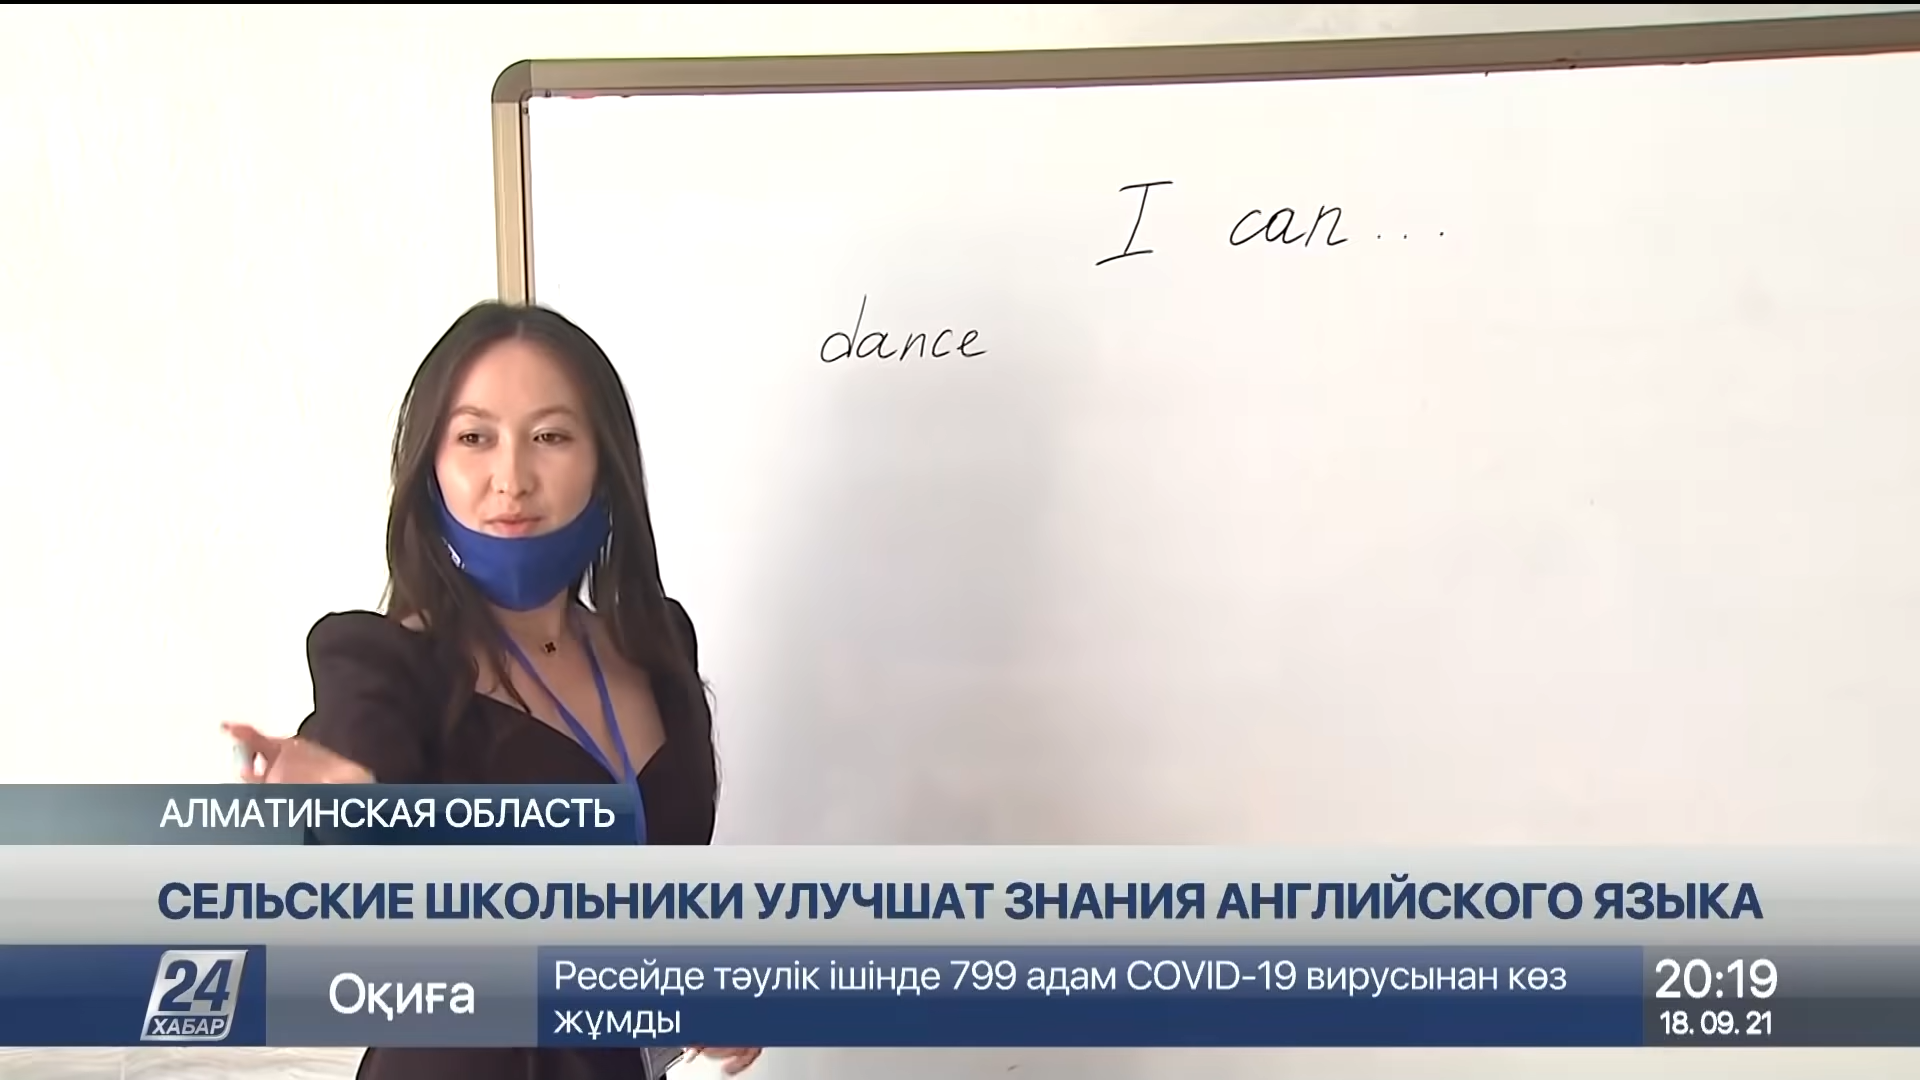 I can...
dance
АЛМАТИНСКАЯ ОБЛАСТЬ
СЕЛЬСКИЕ ШКОЛЬНИКИ УЛУЧШАТ ЗНАНИЯ АНГЛИЙСКОГО ЯЗЫКА
24
ХАБАР
Оқиға
Ресейде тәулік ішінде 799 адам COVID-19 вирусынан көз
жұмды
20:19
18. 09. 21